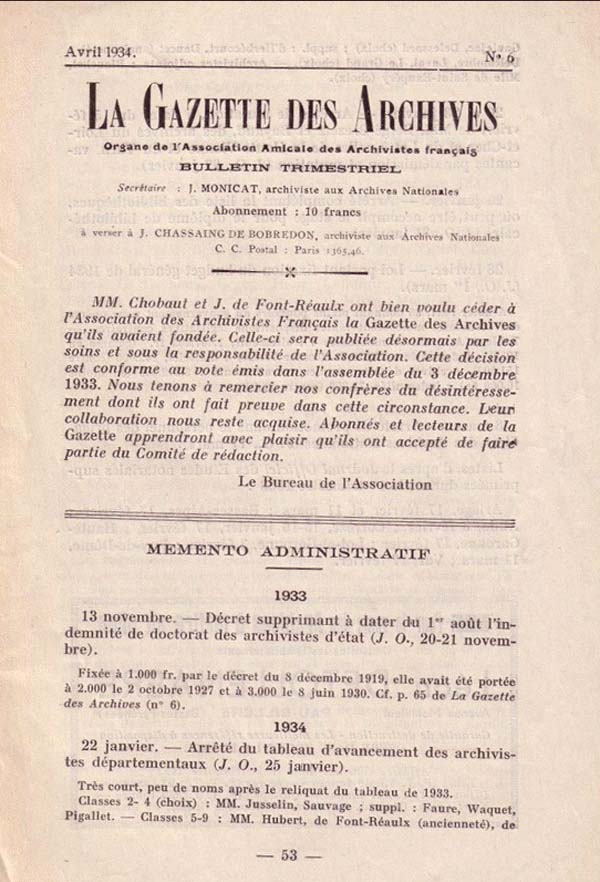 Avril 1934.
N° 6
LA GAZETTE DES ARCHIVES
Organe de l'Association Amicale des Archivistes français
BULLETIN TRIMESTRIEL
Secrétaire : J. MONICAT, archiviste aux Archives Nationales
Abonnement : 10 francs
à verser à J. CHASSAING DE BOBREDON, archiviste aux Archives Nationales
C. C. Postal : Paris 1365,46.
MM. Chobaut et J. de Font-Réaulx ont bien voulu céder à
l'Association des Archivistes Français la Gazette des Archives
qu'ils avaient fondée. Celle-ci sera publiée désormais par les
soins et sous la responsabilité de l'Association. Cette décision
est conforme au vote émis dans l'assemblée du 3 décembre
1933. Nous tenons à remercier nos confrères du désintéresse-
ment dont ils ont fait preuve dans cette circonstance. Leur
collaboration nous reste acquise. Abonnés et lecteurs de la
Gazette apprendront avec plaisir qu'ils ont accepté de faire
partie du Comité de rédaction.
Le Bureau de l'Association
MEMENTO ADMINISTRATIF
1933
13 novembre. — Décret supprimant à dater du 1er août l'in-
demnité de doctorat des archivistes d'état (J. O., 20-21 novem-
bre).
Fixée à 1.000 fr. par le décret du 8 décembre 1919, elle avait été portée
à 2.000 le 2 octobre 1927 et à 3.000 le 8 juin 1930. Cf. p. 65 de La Gazette
des Archives (n° 6).
1934
22 janvier. — Arrêté du tableau d'avancement des archivis-
tes départementaux (J. O., 25 janvier).
Très court, peu de noms après le reliquat du tableau de 1933.
Classes 2- 4 (choix) : MM. Jusselin, Sauvage ; suppl. : Faure, Waquet,
Pigallet. — Classes 5-9 : MM. Hubert, de Font-Réaulx (ancienneté), de
— 53 —